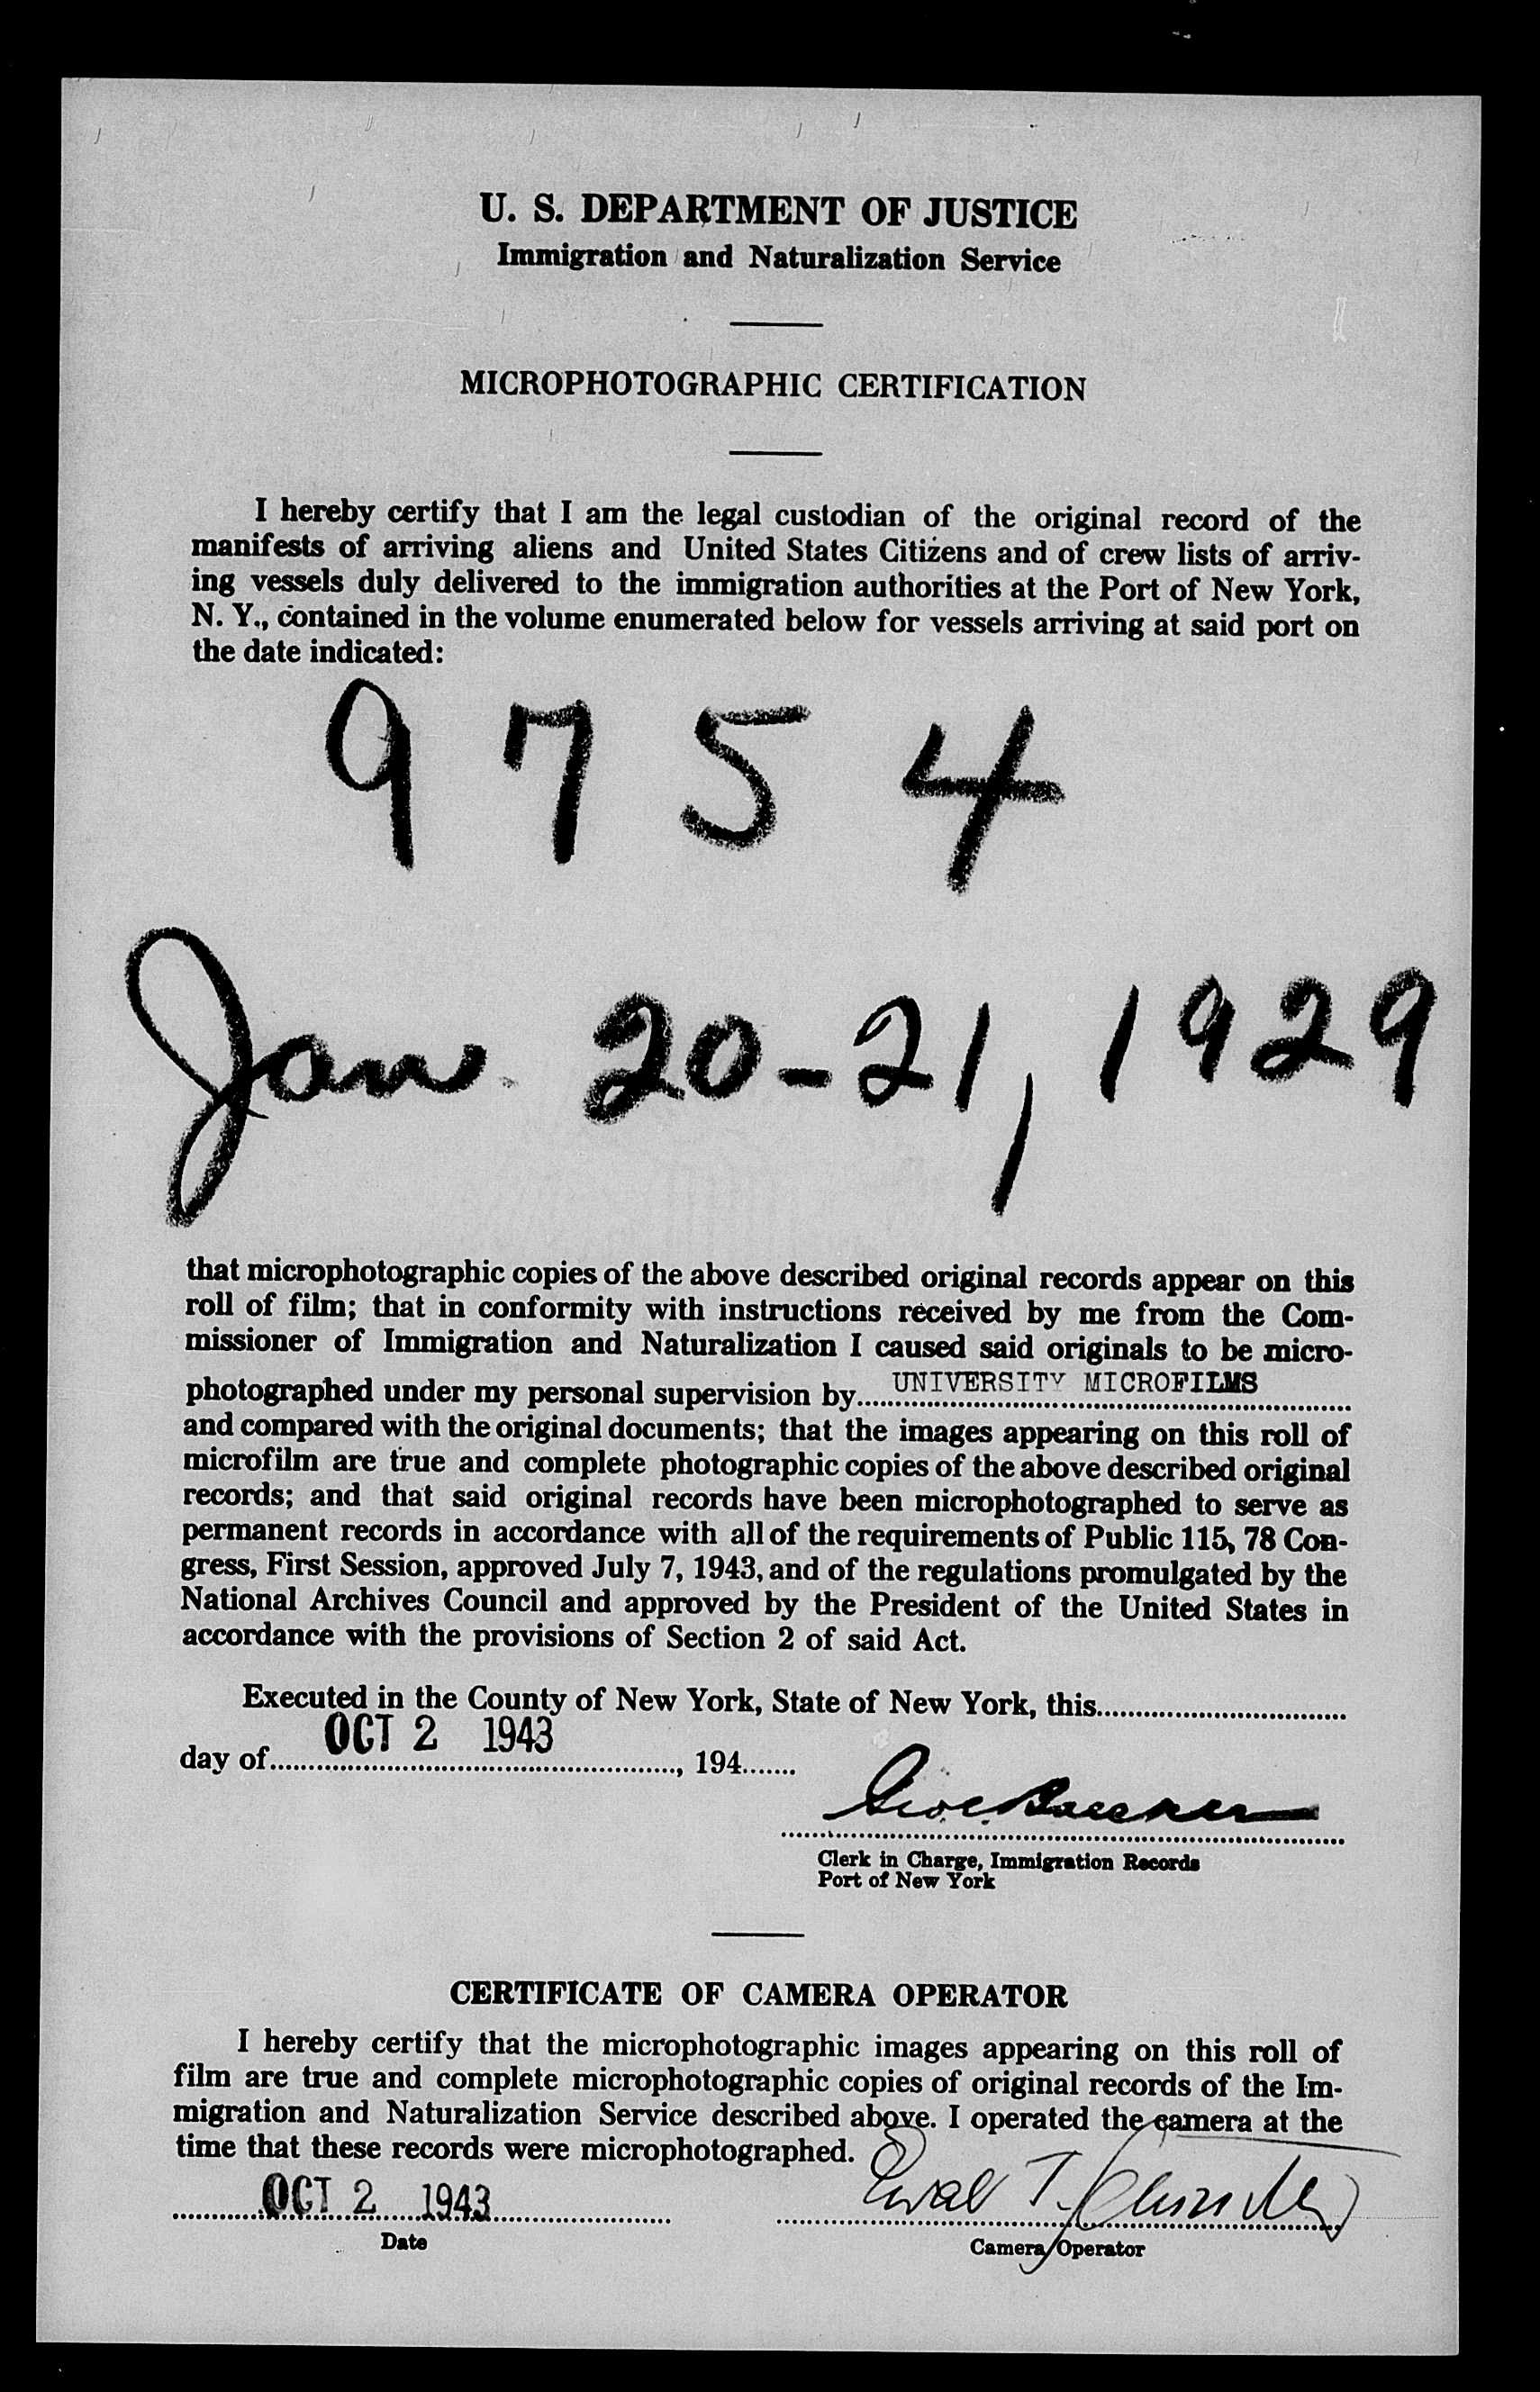 U. S. DEPARTMENT OF JUSTICE
Immigration and Naturalization Service
MICROPHOTOGRAPHIC CERTIFICATION
I hereby certify that I am the legal custodian of the original record of the
manifests of arriving aliens and United States Citizens and of crew lists of arriv-
ing vessels duly delivered to the immigration authorities at the Port of New York,
N. Y., contained in the volume enumerated below for vessels arriving at said port on
the date indicated:
9754
Jan 20-21, 1929
that microphotographic copies of the above described original records appear on this
roll of film; that in conformity with instructions received by me from the Com-
missioner of Immigration and Naturalization I caused said originals to be micro-
photographed under my personal supervision by UNIVERSITY MICROFILMS
and compared with the original documents; that the images appearing on this roll of
microfilm are true and complete photographic copies of the above described original
records; and that said original records have been microphotographed to serve as
permanent records in accordance with all of the requirements of Public 115, 78 Con-
gress, First Session, approved July 7, 1943, and of the regulations promulgated by the
National Archives Council and approved by the President of the United States in
accordance with the provisions of Section 2 of said Act.
Executed in the County of New York, State of New York, this
day of OCT 2 1943, 194
Clerk in Charge, Immigration Records
Port of New York
CERTIFICATE OF CAMERA OPERATOR
I hereby certify that the microphotographic images appearing on this roll of
film are true and complete microphotographic copies of original records of the Im-
migration and Naturalization Service described above. I operated the camera at the
time that these records were microphotographed.
OCT 2 1943
Date
Camera Operator